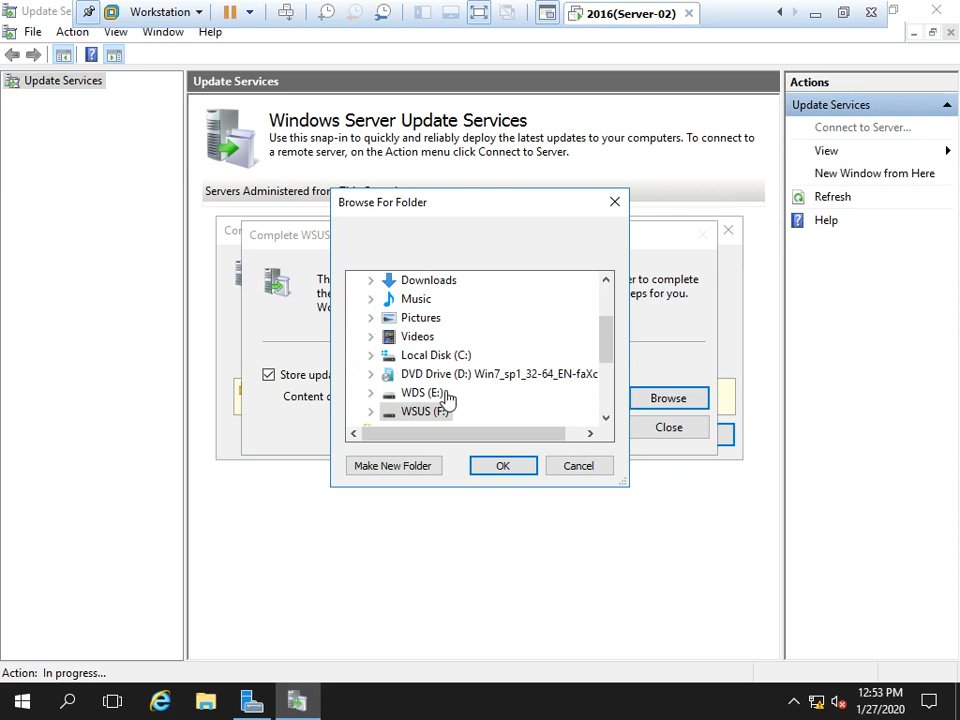 Update Se
Workstation
2016(Server-02)
File Action View Window Help
Update Services
Update Services
Windows Server Update Services
Use this snap-in to quickly and reliably deploy the latest updates to your computers. To connect to
a remote server, on the Action menu click Connect to Server.
Servers Administered from
Actions
Update Services
Connect to Server...
View
New Window from Here
Refresh
Help
Complete WSUS
Th
er to complete
the
eps for you.
Wo
Store upda
Content d
Browse
Close
Browse For Folder
Downloads
Music
Pictures
Videos
Local Disk (C:)
DVD Drive (D:) Win7_sp1_32-64_EN-faXc
WDS (E:)
WSUS (F:)
Make New Folder
OK
Cancel
Action: In progress...
12:53 PM
1/27/2020